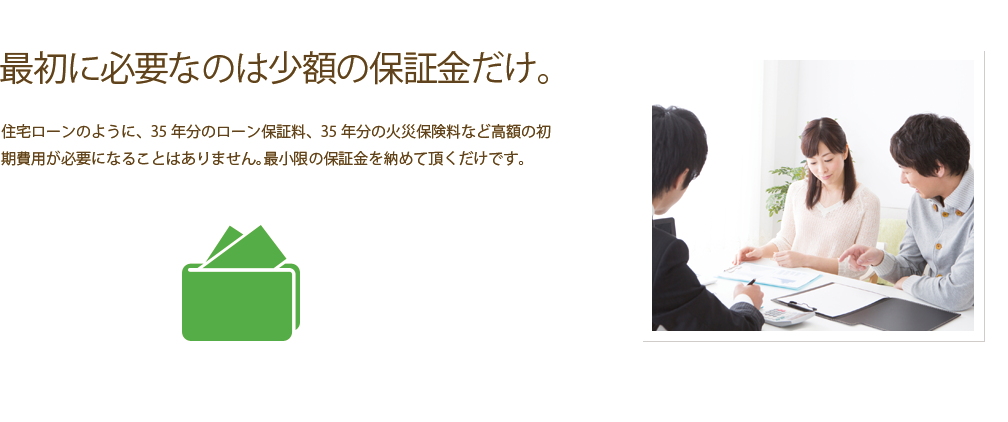 最初に必要なのは少額の保証金だけ。
住宅ローンのように、35 年分のローン保証料、35 年分の火災保険料など高額の初
期費用が必要になることはありません。最小限の保証金を納めて頂くだけです。